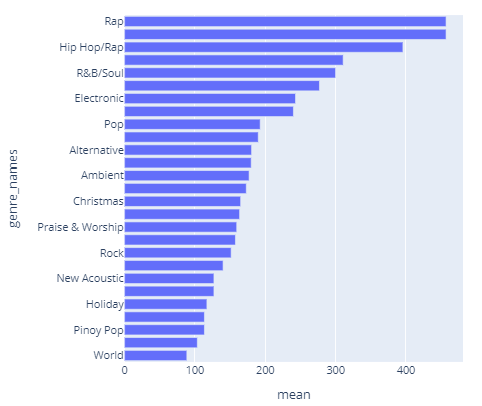 genre_names
Rap
Hip Hop/Rap
R&B/Soul
Electronic
Pop
Alternative
Ambient
Christmas
Praise & Worship
Rock
New Acoustic
Holiday
Pinoy Pop
World
0 100 200 300 400
mean